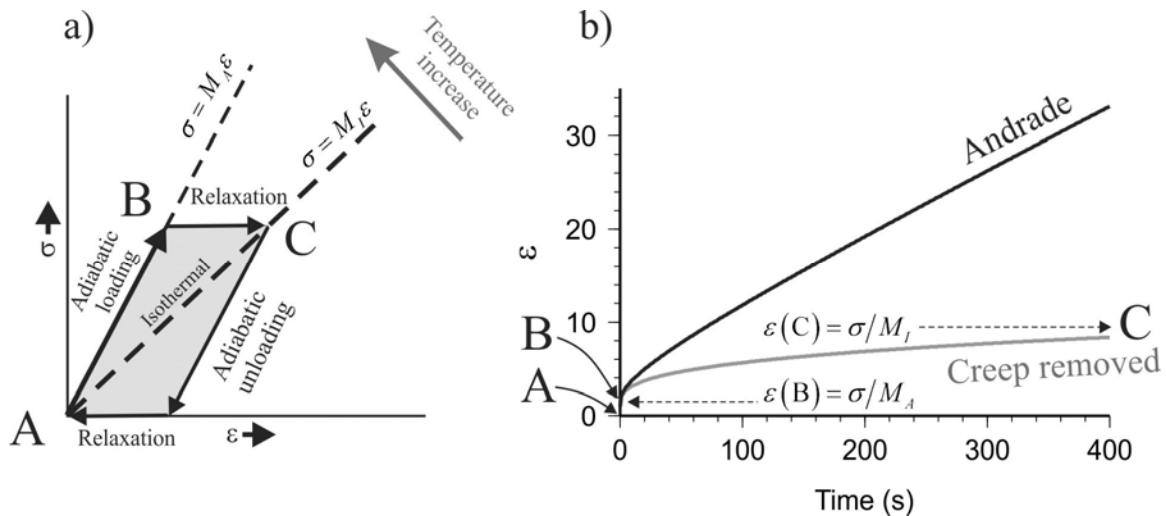 a)
σ = M_A ε
σ = M_I ε
Temperature
increase
B
Relaxation
C
σ
Adiabatic
loading
Isothermal
Adiabatic
unloading
A
Relaxation
ε
b)
Andrade
30
20
10
0
ε
ε(C) = σ/M_I
C
Creep removed
B
A
ε(B) = σ/M_A
0
100
200
300
400
Time (s)